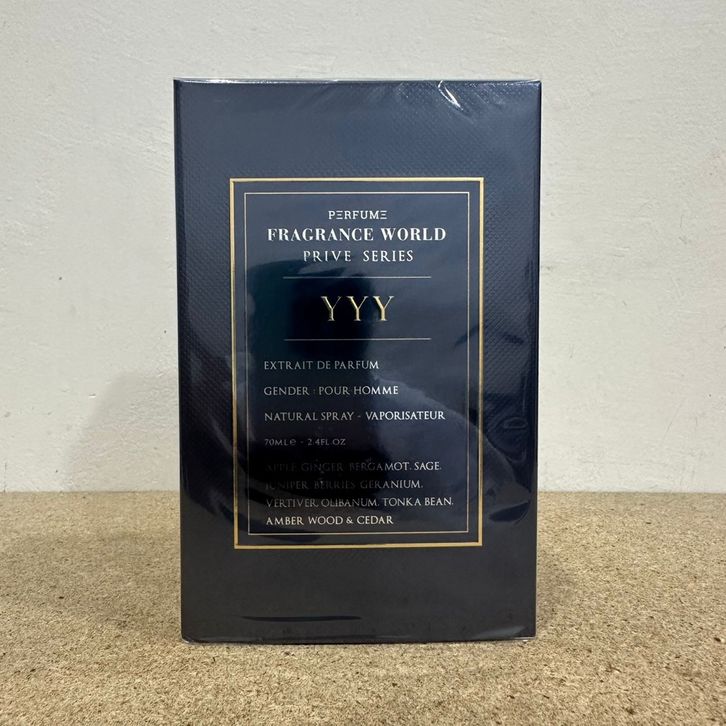 PERFUME
FRAGRANCE WORLD
PRIVE SERIES
YYY
EXTRAIT DE PARFUM
GENDER : POUR HOMME
NATURAL SPRAY - VAPORISATEUR
70MLe - 2.4FL.OZ
APPLE, GINGER, BERGAMOT, SAGE,
JUNIPER BERRIES GERANIUM,
VERTIVER, OLIBANUM, TONKA BEAN,
AMBER WOOD & CEDAR